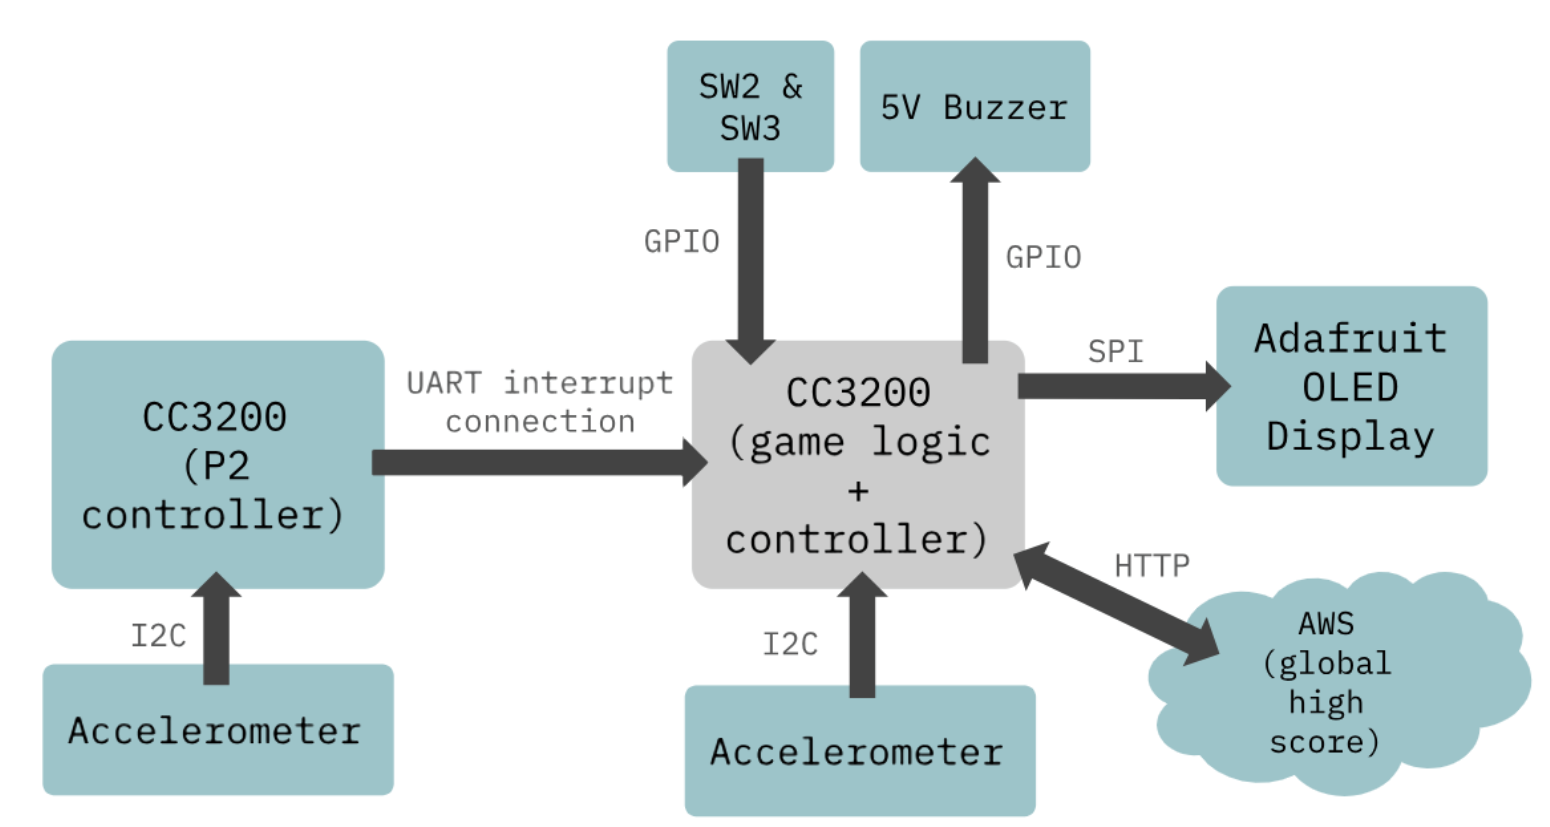 SW2 &
SW3
5V Buzzer
GPIO
GPIO
Adafruit
OLED
Display
SPI
UART interrupt
connection
CC3200
(P2
controller)
CC3200
(game logic
+
controller)
HTTP
AWS
(global
high
score)
I2C
I2C
Accelerometer
Accelerometer